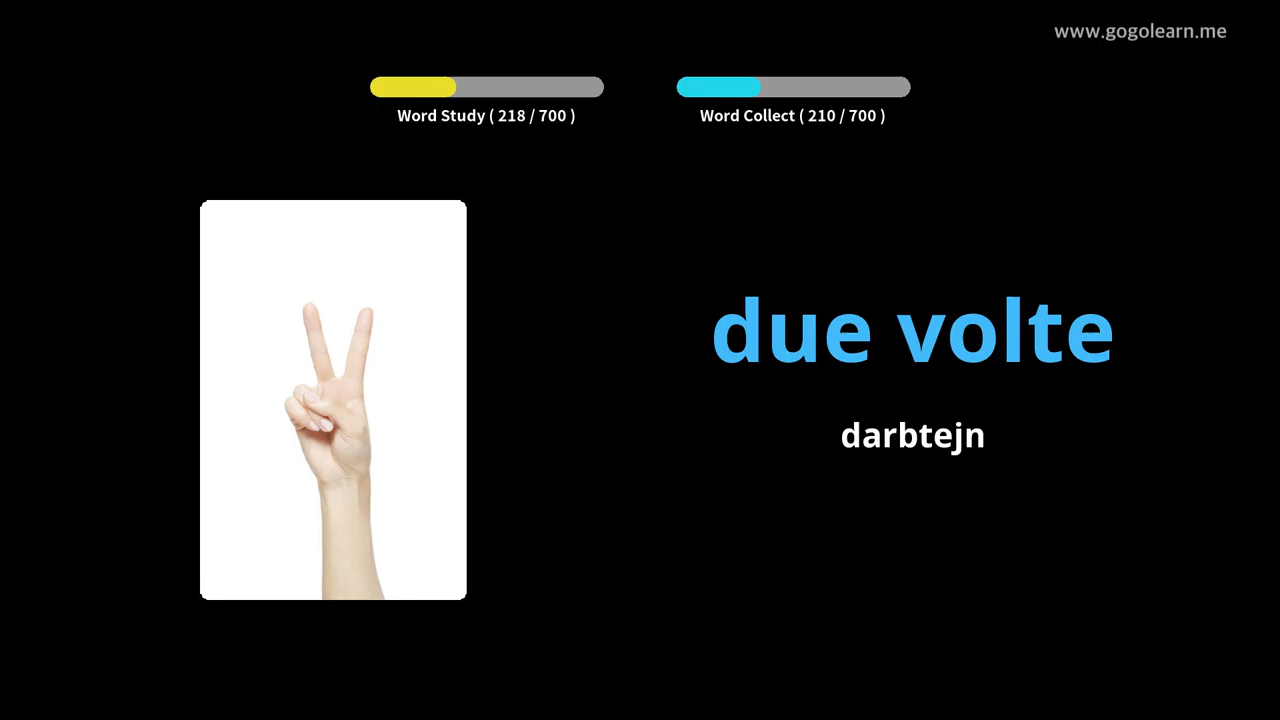 www.gogolearn.me
Word Study ( 218 / 700 )
Word Collect ( 210 / 700 )
due volte
darbtejn